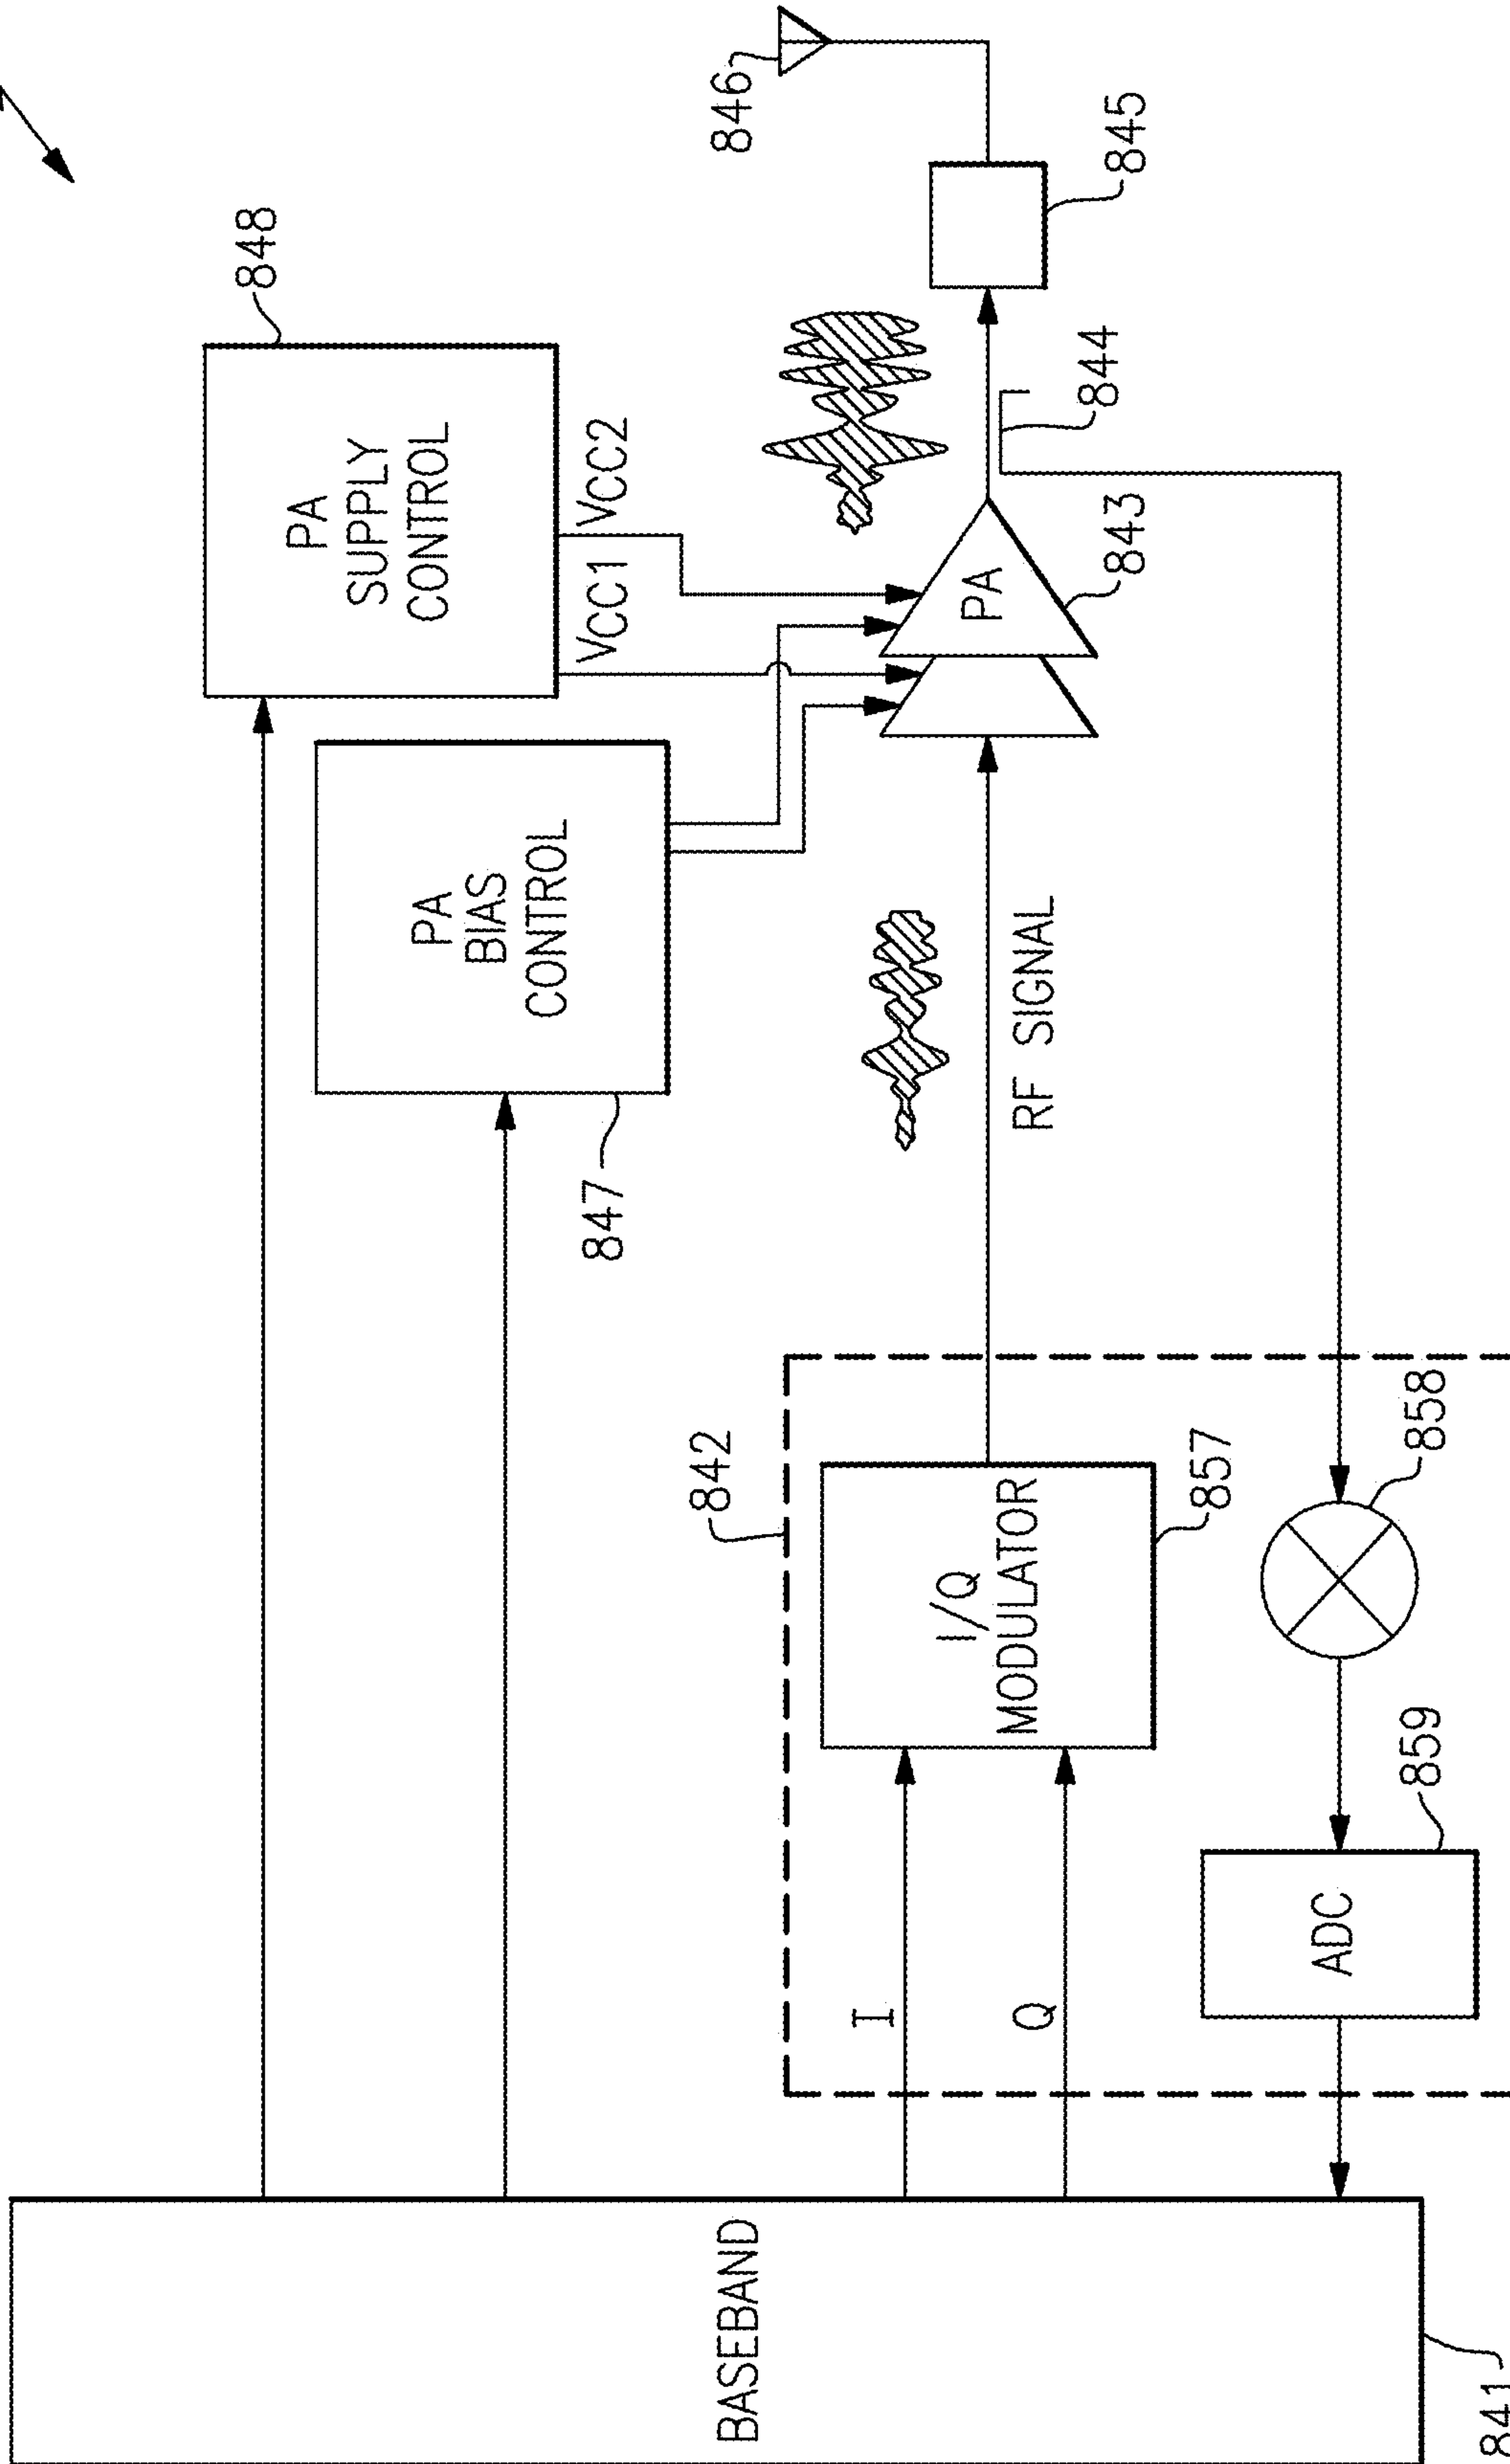 848
PA
SUPPLY
CONTROL
VCC1
VCC2
PA
BIAS
CONTROL
847
846
845
844
PA
843
RF SIGNAL
842
I/Q
MODULATOR
857
858
859
ADC
I
Q
BASEBAND
841